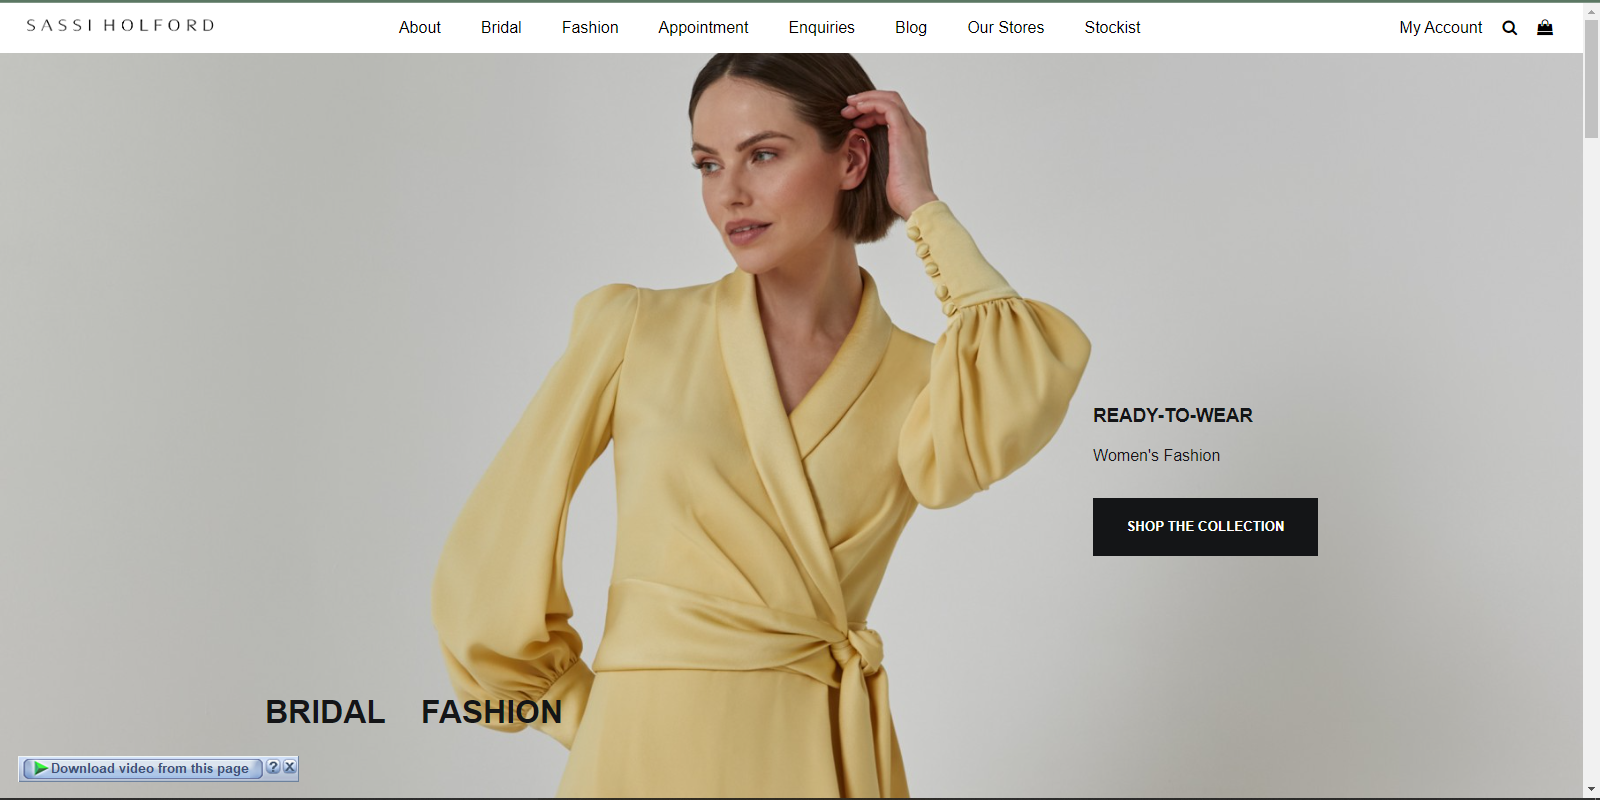 SASSI HOLFORD
About Bridal Fashion Appointment Enquiries Blog Our Stores Stockist
My Account
READY-TO-WEAR
Women's Fashion
SHOP THE COLLECTION
BRIDAL FASHION
Download video from this page ? X